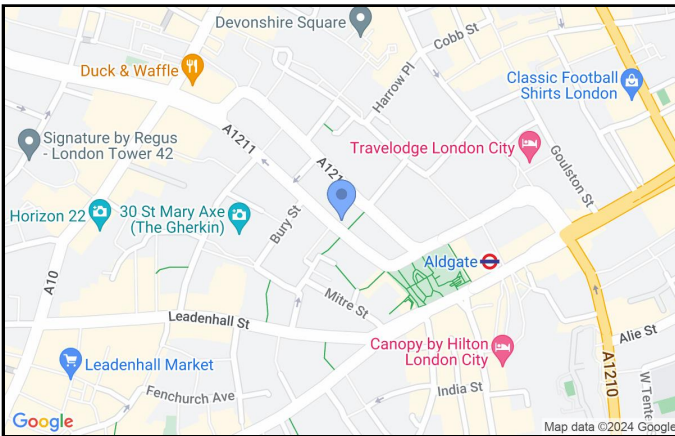 Devonshire Square
Cobb St
Duck & Waffle
Harrow Pl
Classic Football
Shirts London
A1211
A121
Signature by Regus
- London Tower 42
Travelodge London City
Goulston St
Horizon 22
30 St Mary Axe
(The Gherkin)
Bury St
Aldgate
A10
Mitre St
Leadenhall St
Alie St
Canopy by Hilton
London City
Leadenhall Market
A1210
Fenchurch Ave
India St
W Tente
Google
Map data ©2024 Google